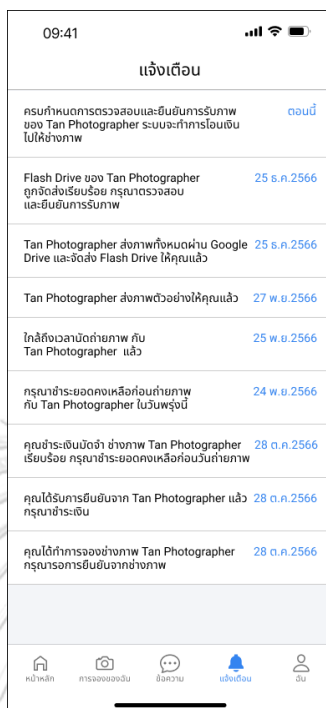 09:41
แจ้งเตือน
ครบกำหนดการตรวจสอบและยืนยันการรับภาพ ตอนนี้
ของ Tan Photographer ระบบจะทำการโอนเงิน
ไปให้ช่างภาพ
Flash Drive ของ Tan Photographer 25 ธ.ค.2566
ถูกจัดส่งเรียบร้อย กรุณาตรวจสอบ
และยืนยันการรับภาพ
Tan Photographer ส่งภาพทั้งหมดผ่าน Google 25 ธ.ค.2566
Drive และจัดส่ง Flash Drive ให้คุณแล้ว
Tan Photographer ส่งภาพตัวอย่างให้คุณแล้ว 27 พ.ย.2566
ใกล้ถึงเวลานัดถ่ายภาพ กับ 25 พ.ย.2566
Tan Photographer แล้ว
กรุณาชำระยอดคงเหลือก่อนถ่ายภาพ 24 พ.ย.2566
กับ Tan Photographer ในวันพรุ่งนี้
คุณชำระเงินมัดจำ ช่างภาพ Tan Photographer 28 ต.ค.2566
เรียบร้อย กรุณาชำระยอดคงเหลือก่อนวันถ่ายภาพ
คุณได้รับการยืนยันจาก Tan Photographer แล้ว 28 ต.ค.2566
กรุณาชำระเงิน
คุณได้ทำการจองช่างภาพ Tan Photographer 28 ต.ค.2566
กรุณารอการยืนยันจากช่างภาพ
หน้าหลัก การจองของฉัน ข้อความ แจ้งเตือน ฉัน